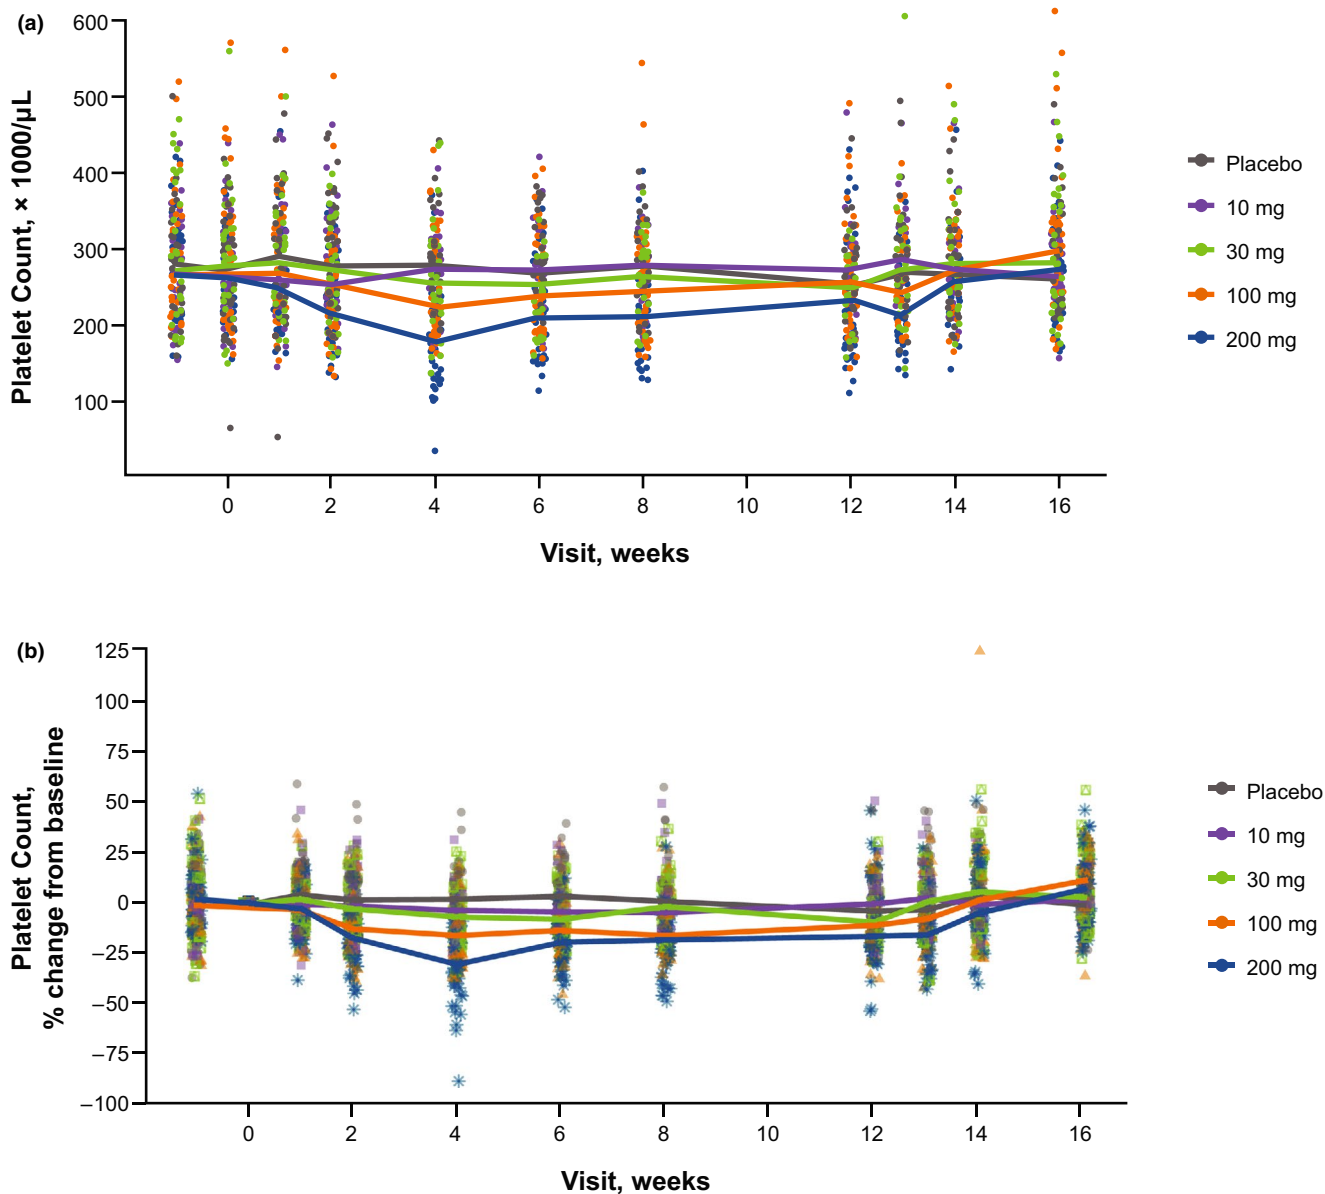 (a)
Platelet Count, × 1000/μL
600
500
400
300
200
100
0 2 4 6 8 10 12 14 16
Visit, weeks
Placebo
10 mg
30 mg
100 mg
200 mg
(b)
Platelet Count,
% change from baseline
125
100
75
50
25
0
−25
−50
−75
−100
0 2 4 6 8 10 12 14 16
Visit, weeks
Placebo
10 mg
30 mg
100 mg
200 mg